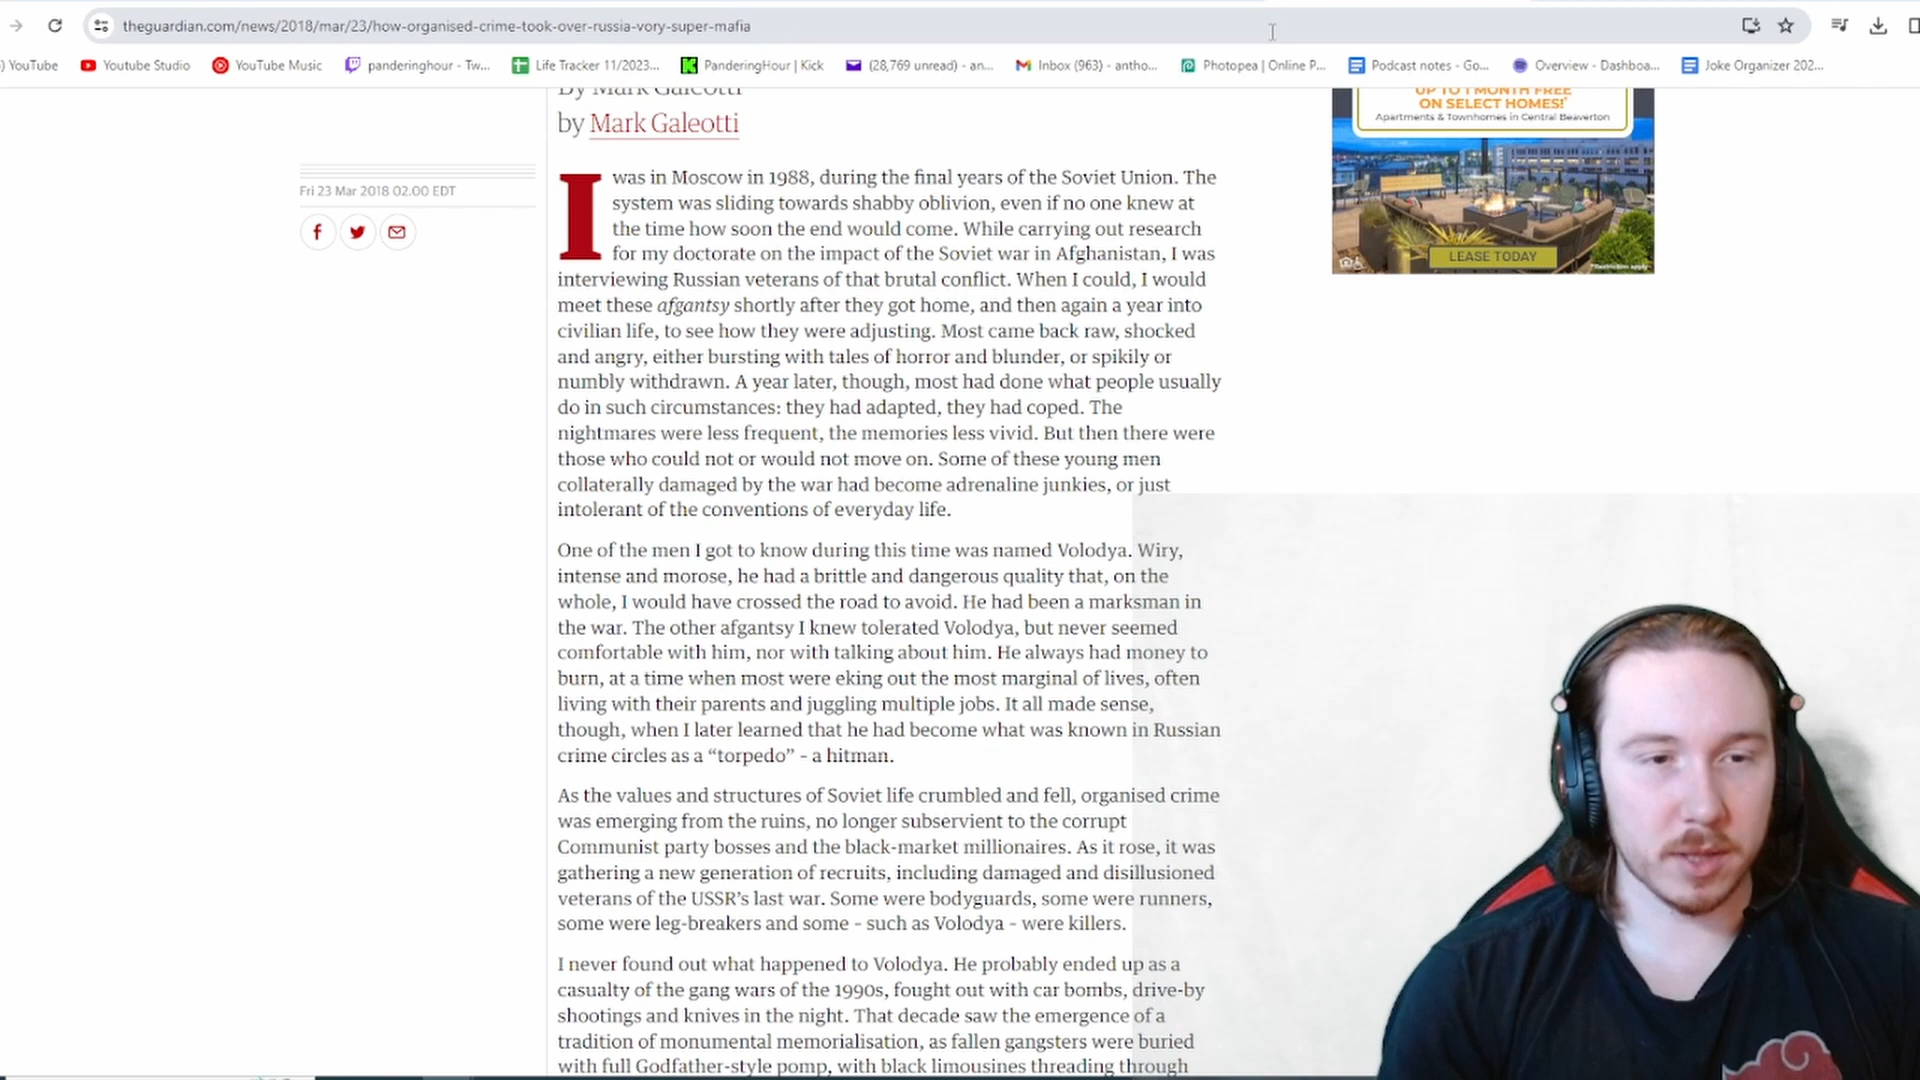 theguardian.com/news/2018/mar/23/how-organised-crime-took-over-russia-vory-super-mafia
) YouTube Youtube Studio YouTube Music panderinghour - Tw... Life Tracker 11/2023... PanderingHour | Kick (28,769 unread) - an... Inbox (963) - antho... Photopea | Online P... Podcast notes - Go... Overview - Dashboa... Joke Organizer 202...
By Mark Galeotti
by Mark Galeotti
UP TO 1 MONTH FREE
ON SELECT HOMES!*
Apartments & Townhomes in Central Beaverton
LEASE TODAY
*Restriction apply
Fri 23 Mar 2018 02.00 EDT
I was in Moscow in 1988, during the final years of the Soviet Union. The
system was sliding towards shabby oblivion, even if no one knew at
the time how soon the end would come. While carrying out research
for my doctorate on the impact of the Soviet war in Afghanistan, I was
interviewing Russian veterans of that brutal conflict. When I could, I would
meet these afgantsy shortly after they got home, and then again a year into
civilian life, to see how they were adjusting. Most came back raw, shocked
and angry, either bursting with tales of horror and blunder, or spikily or
numbly withdrawn. A year later, though, most had done what people usually
do in such circumstances: they had adapted, they had coped. The
nightmares were less frequent, the memories less vivid. But then there were
those who could not or would not move on. Some of these young men
collaterally damaged by the war had become adrenaline junkies, or just
intolerant of the conventions of everyday life.
One of the men I got to know during this time was named Volodya. Wiry,
intense and morose, he had a brittle and dangerous quality that, on the
whole, I would have crossed the road to avoid. He had been a marksman in
the war. The other afgantsy I knew tolerated Volodya, but never seemed
comfortable with him, nor with talking about him. He always had money to
burn, at a time when most were eking out the most marginal of lives, often
living with their parents and juggling multiple jobs. It all made sense,
though, when I later learned that he had become what was known in Russian
crime circles as a “torpedo” - a hitman.
As the values and structures of Soviet life crumbled and fell, organised crime
was emerging from the ruins, no longer subservient to the corrupt
Communist party bosses and the black-market millionaires. As it rose, it was
gathering a new generation of recruits, including damaged and disillusioned
veterans of the USSR’s last war. Some were bodyguards, some were runners,
some were leg-breakers and some - such as Volodya - were killers.
I never found out what happened to Volodya. He probably ended up as a
casualty of the gang wars of the 1990s, fought out with car bombs, drive-by
shootings and knives in the night. That decade saw the emergence of a
tradition of monumental memorialisation, as fallen gangsters were buried
with full Godfather-style pomp, with black limousines threading through